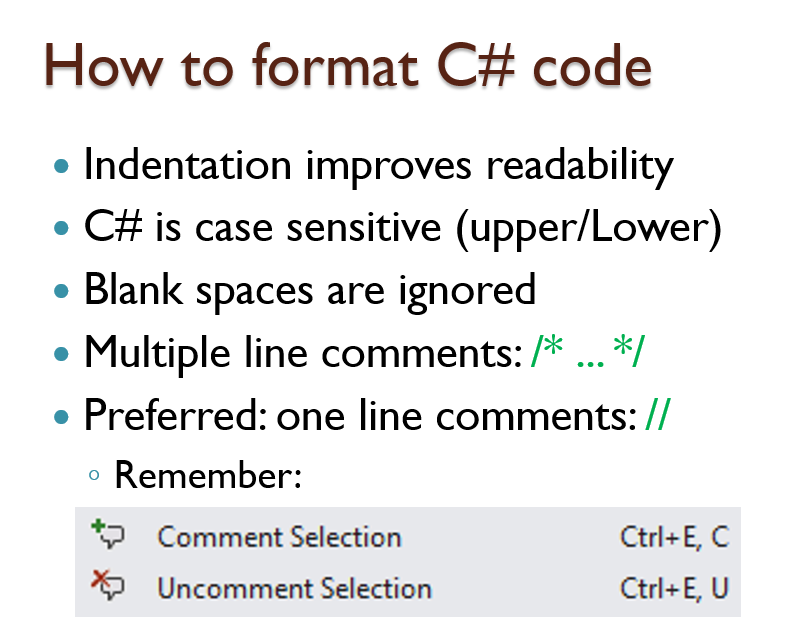 How to format C# code
• Indentation improves readability
• C# is case sensitive (upper/Lower)
• Blank spaces are ignored
• Multiple line comments: /* ... */
• Preferred: one line comments: //
◦ Remember:
Comment Selection Ctrl+E, C
Uncomment Selection Ctrl+E, U